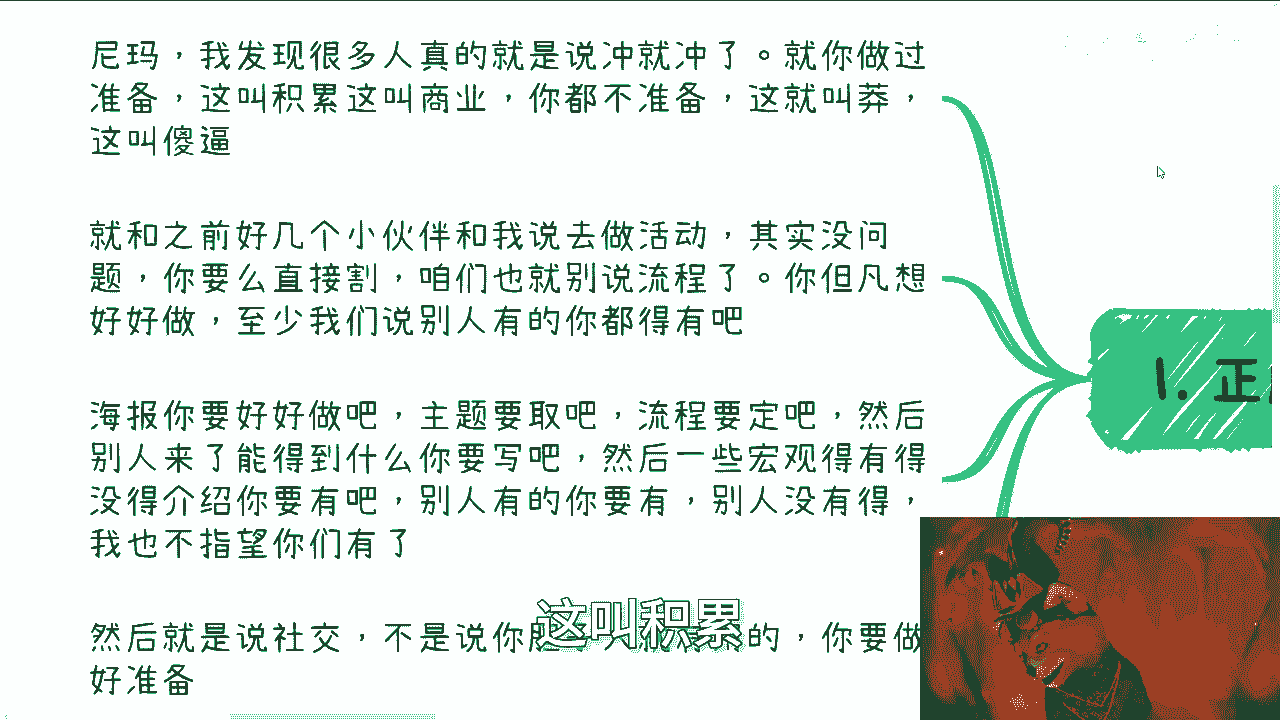 尼玛，我发现很多人真的就是说冲就冲了。就你做过
准备，这叫积累这叫商业，你都不准备，这就叫莽，
这叫傻逼
就和之前好几个小伙伴和我说去做活动，其实没问
题，你要么直接割，咱们也就别说流程了。你但凡想
好好做，至少我们说别人有的你都得有吧
海报你要好好做吧，主题要取吧，流程要定吧，然后
别人来了能得到什么你要写吧，然后一些宏观得有得
没得介绍你要有吧，别人有的你要有，别人没有得，
我也不指望你们有了
然后就是说社交，不是说你 的，你要做
好准备
这叫积累
1. 正